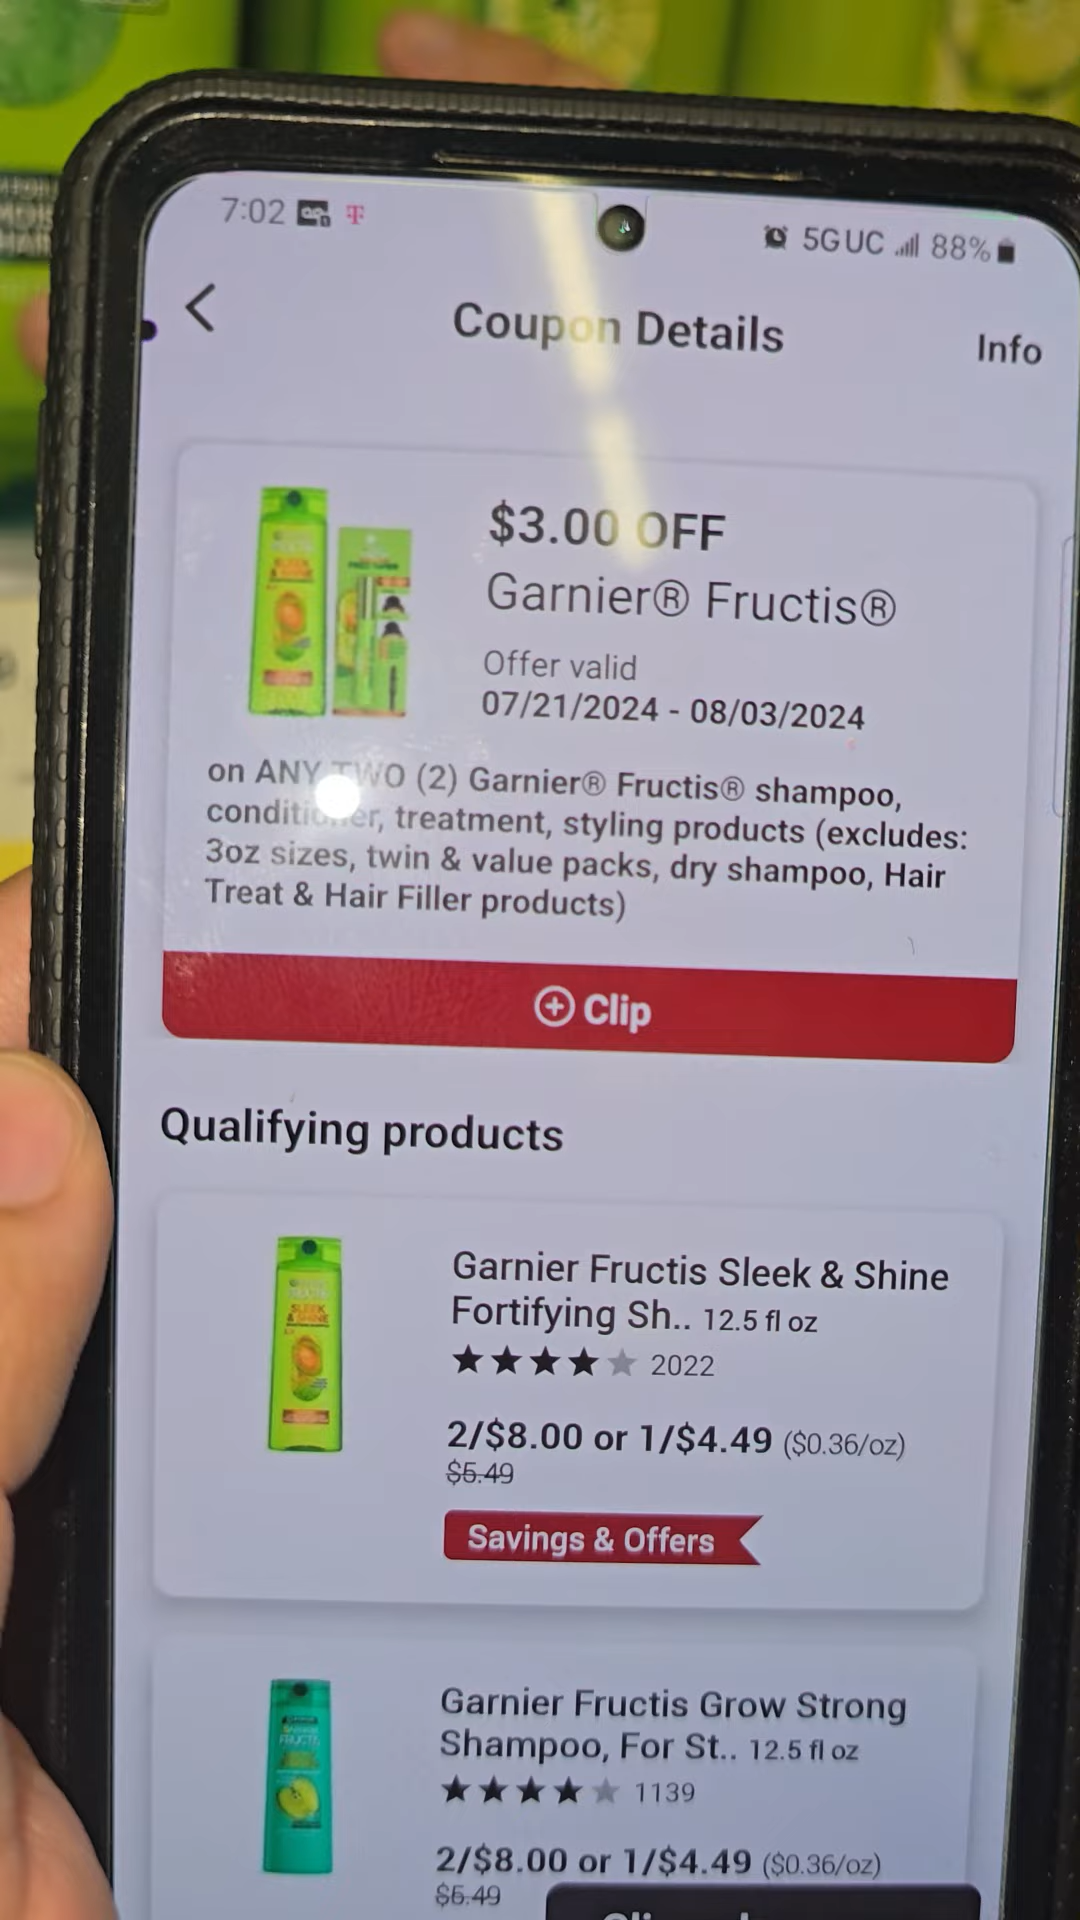 7:02
5G UC 88%
Coupon Details
Info
$3.00 OFF
Garnier® Fructis®
Offer valid
07/21/2024 - 08/03/2024
on ANY TWO (2) Garnier® Fructis® shampoo,
conditioner, treatment, styling products (excludes:
3oz sizes, twin & value packs, dry shampoo, Hair
Treat & Hair Filler products)
Clip
Qualifying products
SLEEK
& SHINE
Garnier Fructis Sleek & Shine
Fortifying Sh.. 12.5 fl oz
2022
2/$8.00 or 1/$4.49 ($0.36/oz)
$5.49
Savings & Offers
Garnier Fructis Grow Strong
Shampoo, For St.. 12.5 fl oz
1139
2/$8.00 or 1/$4.49 ($0.36/oz)
$5.49